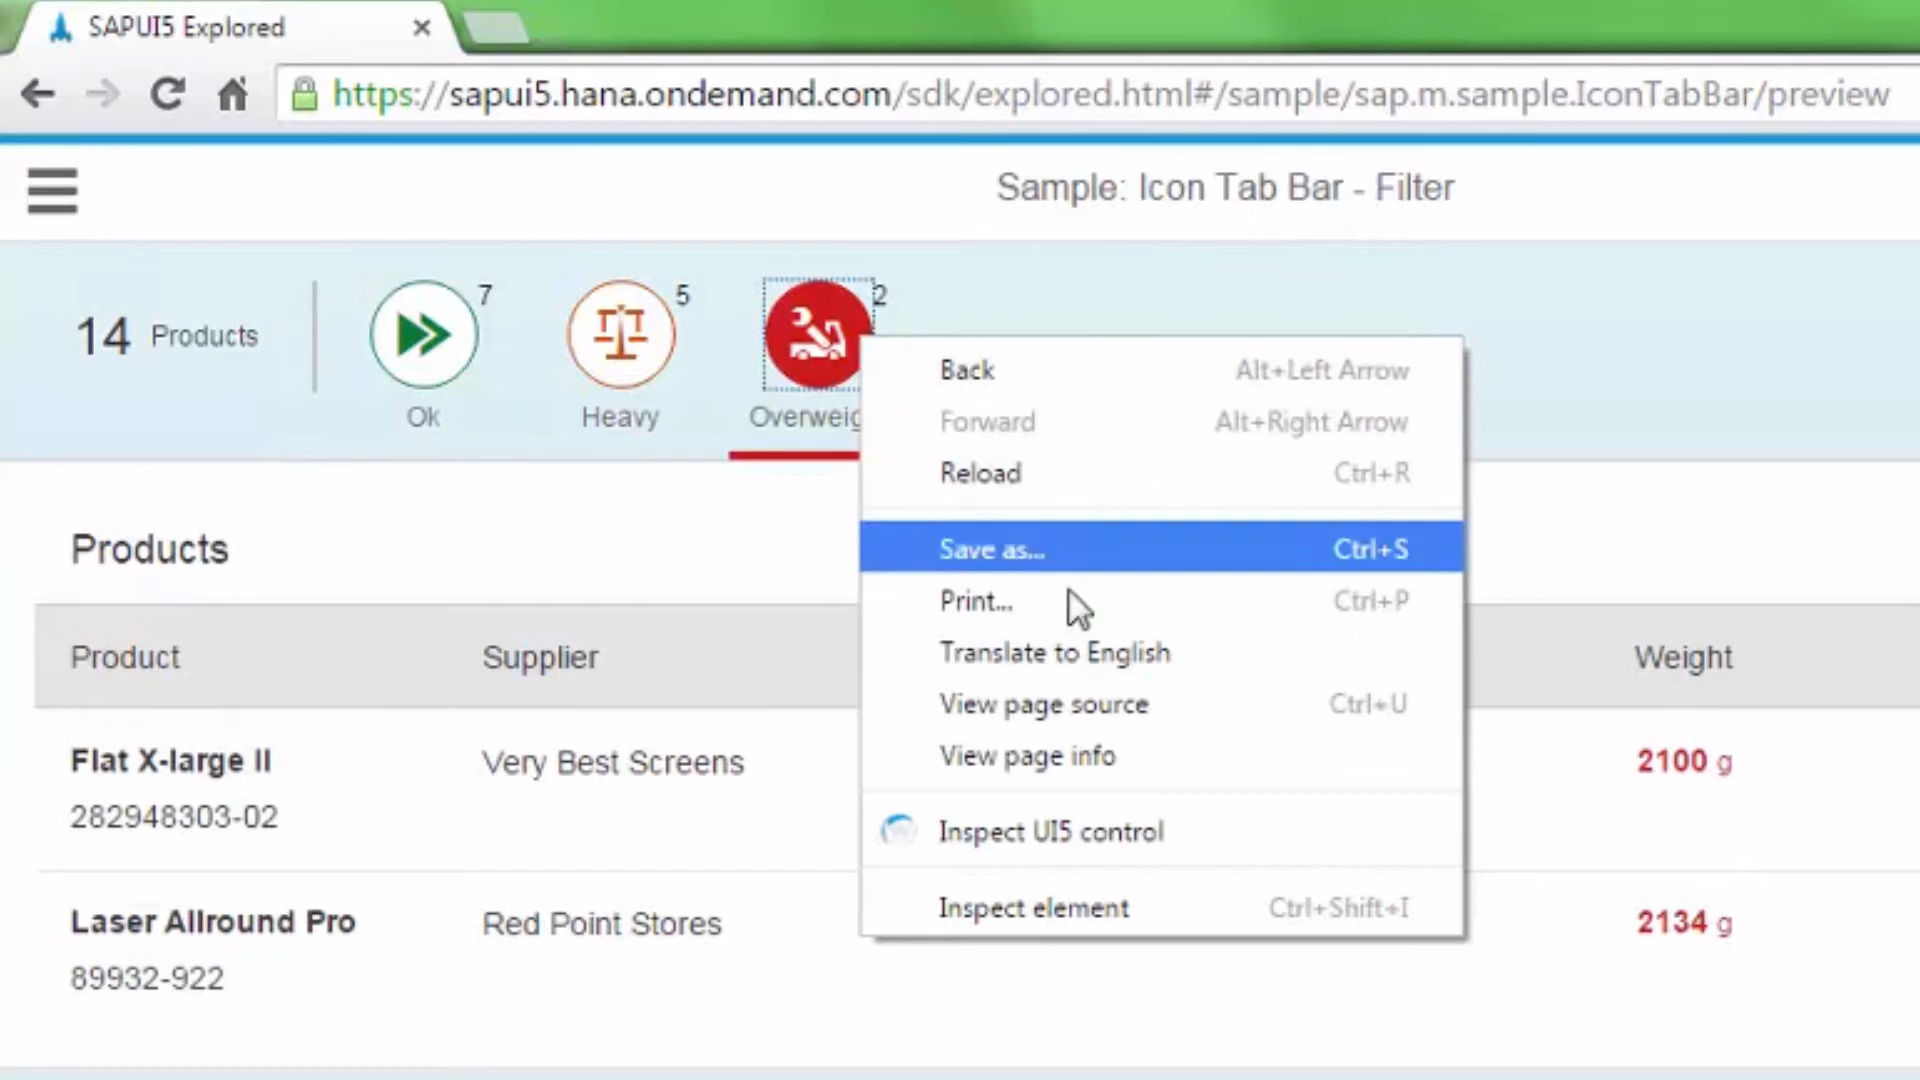 SAPUI5 Explored
https://sapui5.hana.ondemand.com/sdk/explored.html#/sample/sap.m.sample.IconTabBar/preview
Sample: Icon Tab Bar - Filter
14 Products
7
Ok
5
Heavy
2
Back Alt+Left Arrow
Forward Alt+Right Arrow
Reload Ctrl+R
Save as... Ctrl+S
Print... Ctrl+P
Translate to English
View page source Ctrl+U
View page info
Inspect UI5 control
Inspect element Ctrl+Shift+I
Products
Product Supplier Weight
Flat X-large II Very Best Screens 2100 g
282948303-02
Laser Allround Pro Red Point Stores 2134 g
89932-922